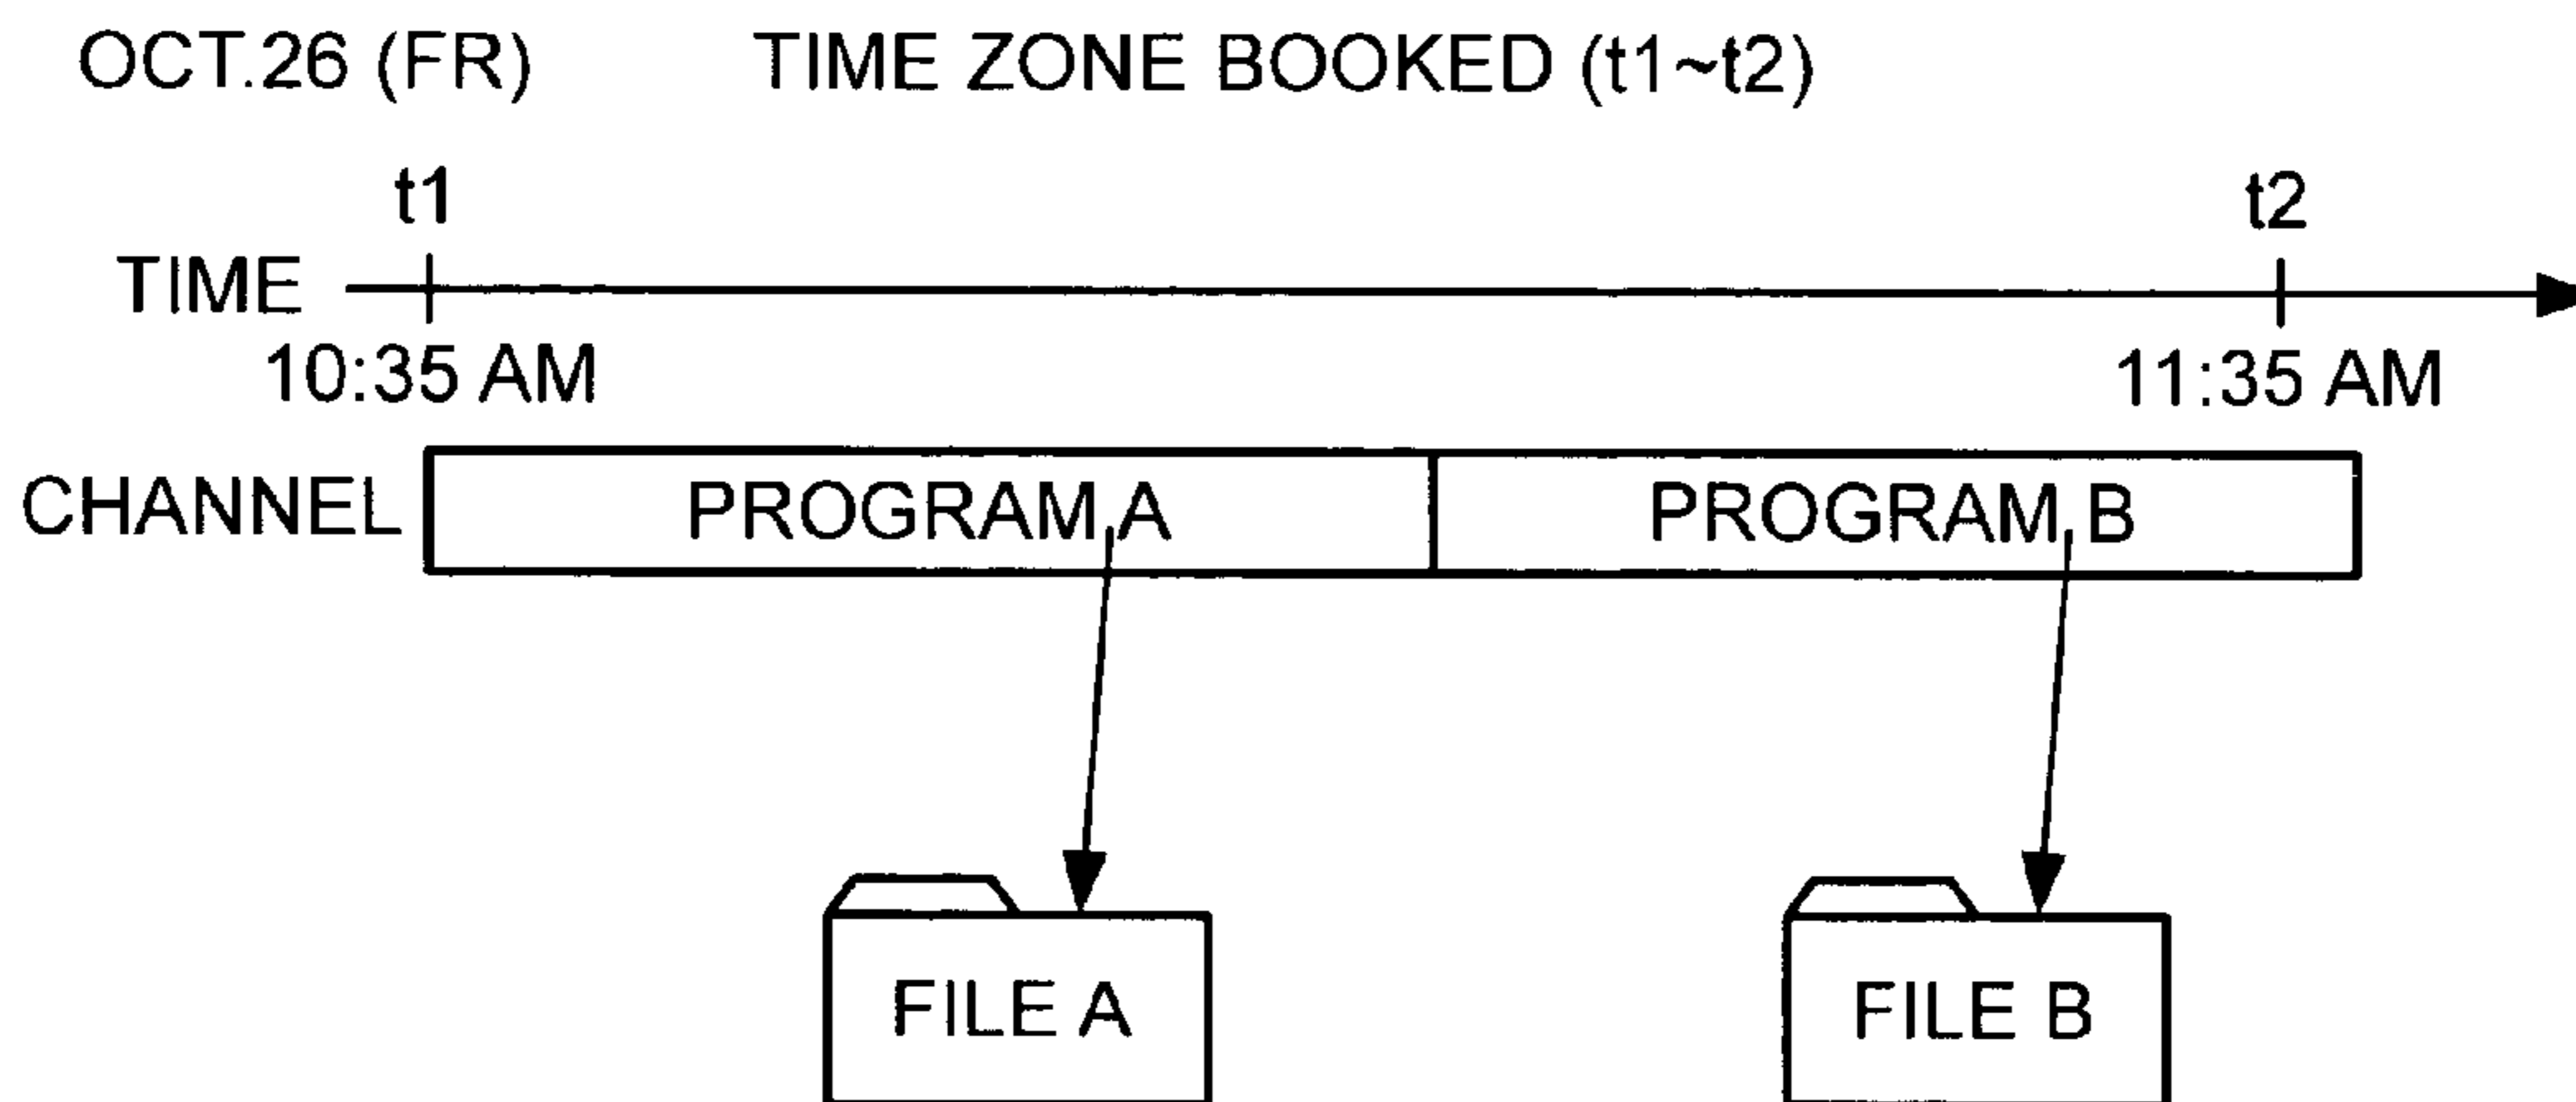 OCT.26 (FR) TIME ZONE BOOKED (t1~t2)
t1 t2
TIME
10:35 AM 11:35 AM
CHANNEL PROGRAM A PROGRAM B
FILE A FILE B